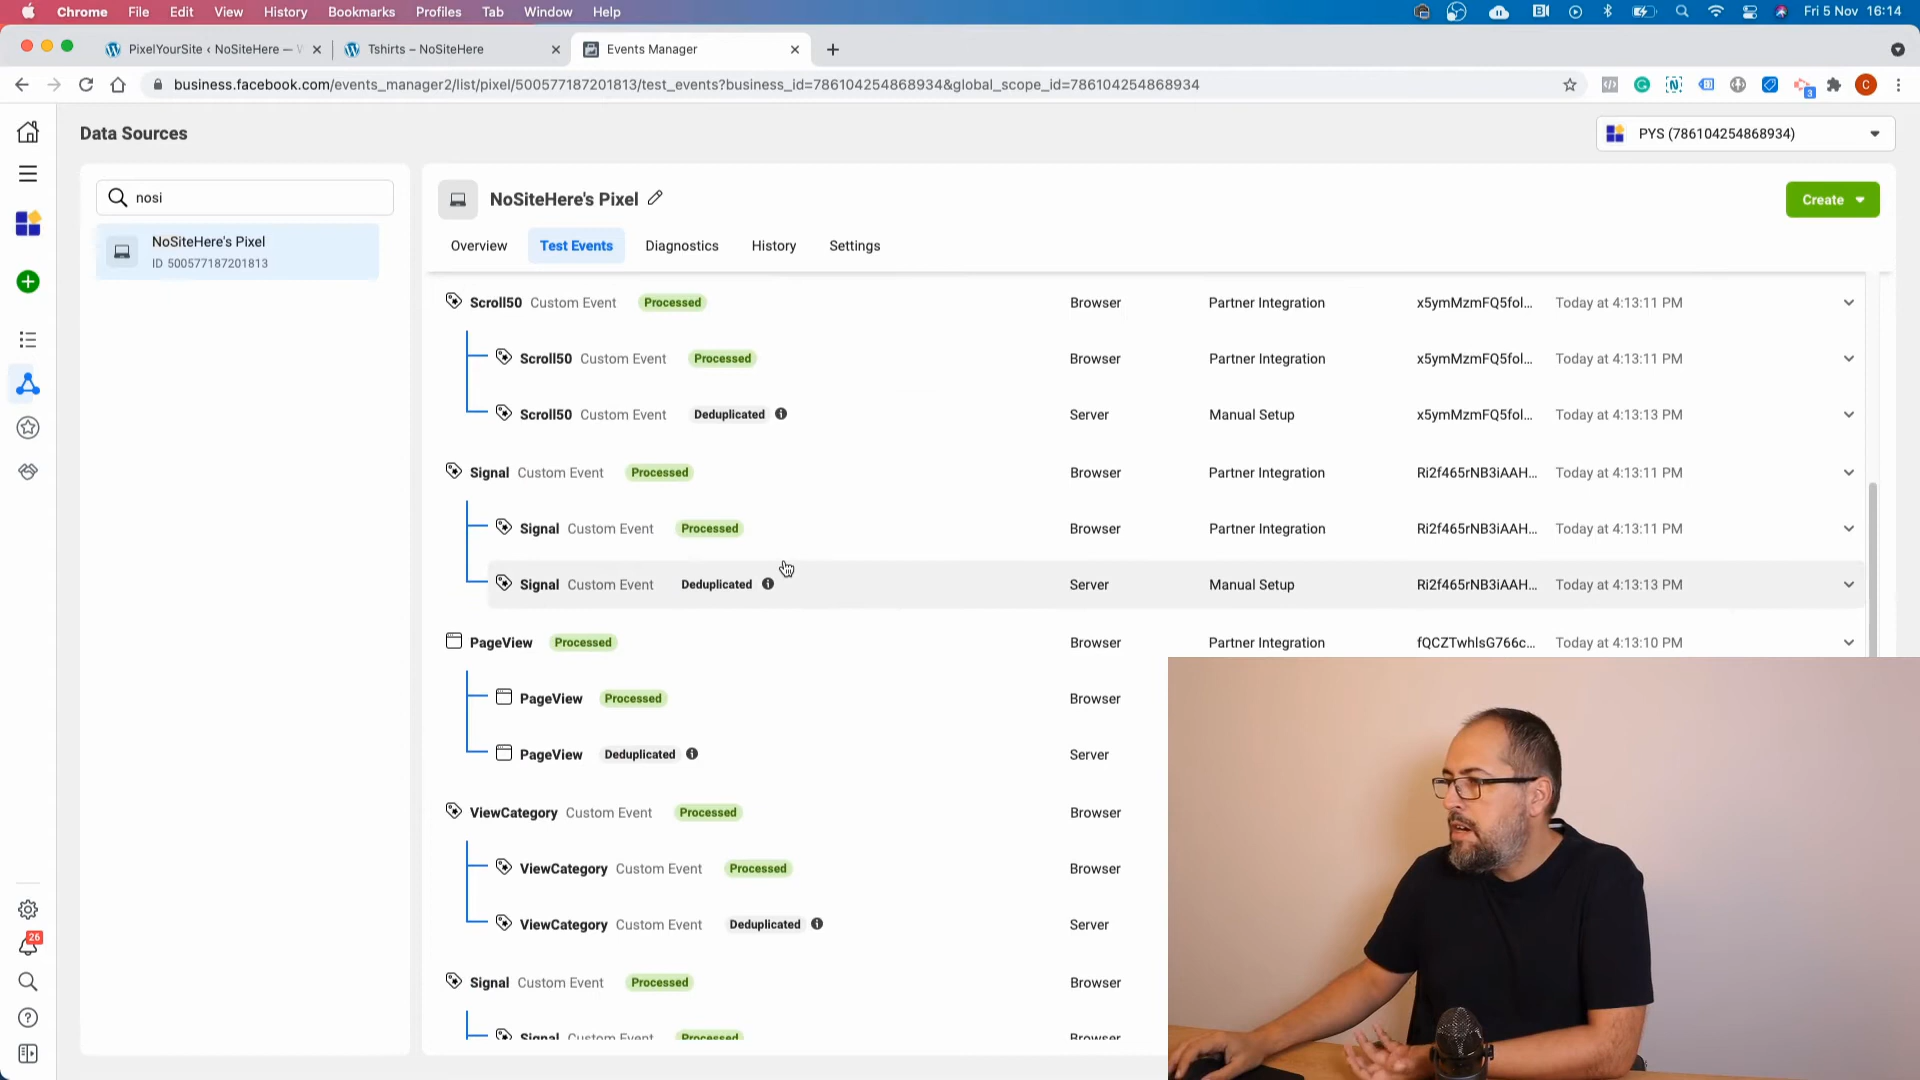 Chrome File Edit View History Bookmarks Profiles Tab Window Help Fri 5 Nov 16:14
PixelYourSite ‹ NoSiteHere — Tshirts – NoSiteHere Events Manager
business.facebook.com/events_manager2/list/pixel/500577187201813/test_events?business_id=786104254868934&global_scope_id=786104254868934
3
C
Data Sources
PYS (786104254868934)
nosi
NoSiteHere's Pixel
ID 500577187201813
NoSiteHere's Pixel
Create
Overview Test Events Diagnostics History Settings
Scroll50 Custom Event Processed Browser Partner Integration x5ymMzmFQ5fol... Today at 4:13:11 PM
Scroll50 Custom Event Processed Browser Partner Integration x5ymMzmFQ5fol... Today at 4:13:11 PM
Scroll50 Custom Event Deduplicated Server Manual Setup x5ymMzmFQ5fol... Today at 4:13:13 PM
Signal Custom Event Processed Browser Partner Integration Ri2f465rNB3iAAH... Today at 4:13:11 PM
Signal Custom Event Processed Browser Partner Integration Ri2f465rNB3iAAH... Today at 4:13:11 PM
Signal Custom Event Deduplicated Server Manual Setup Ri2f465rNB3iAAH... Today at 4:13:13 PM
PageView Processed Browser Partner Integration fQCZTwhlsG766c... Today at 4:13:10 PM
PageView Processed Browser
PageView Deduplicated Server
ViewCategory Custom Event Processed Browser
ViewCategory Custom Event Processed Browser
ViewCategory Custom Event Deduplicated Server
Signal Custom Event Processed Browser
Signal Custom Event Processed Browser
26